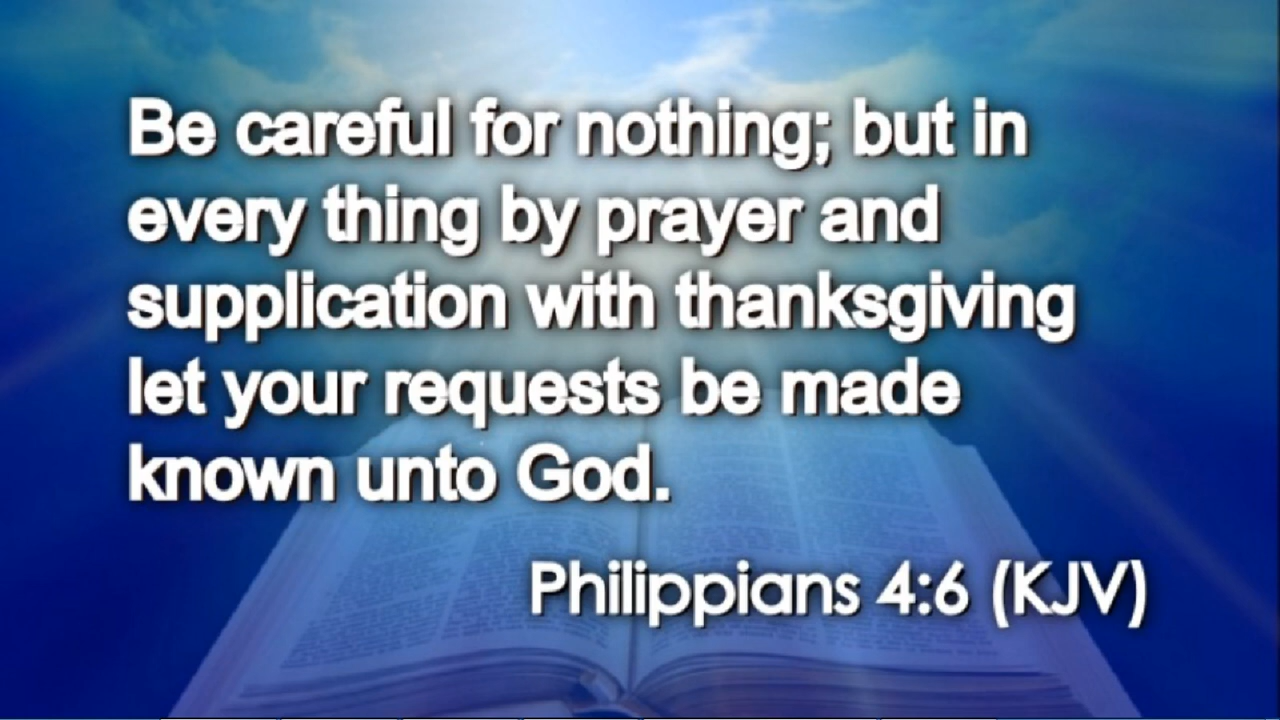 Be careful for nothing; but in
every thing by prayer and
supplication with thanksgiving
let your requests be made
known unto God.
Philippians 4:6 (KJV)